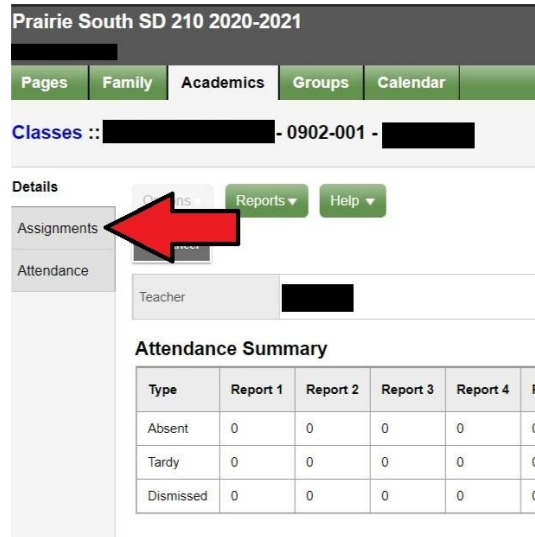 Prairie South SD 210 2020-2021
Pages Family Academics Groups Calendar
Classes :: - 0902-001 -
Details
Reports ▾ Help ▾
Assignments
Attendance
Teacher
Attendance Summary
Type Report 1 Report 2 Report 3 Report 4
Absent 0 0 0 0
Tardy 0 0 0 0
Dismissed 0 0 0 0